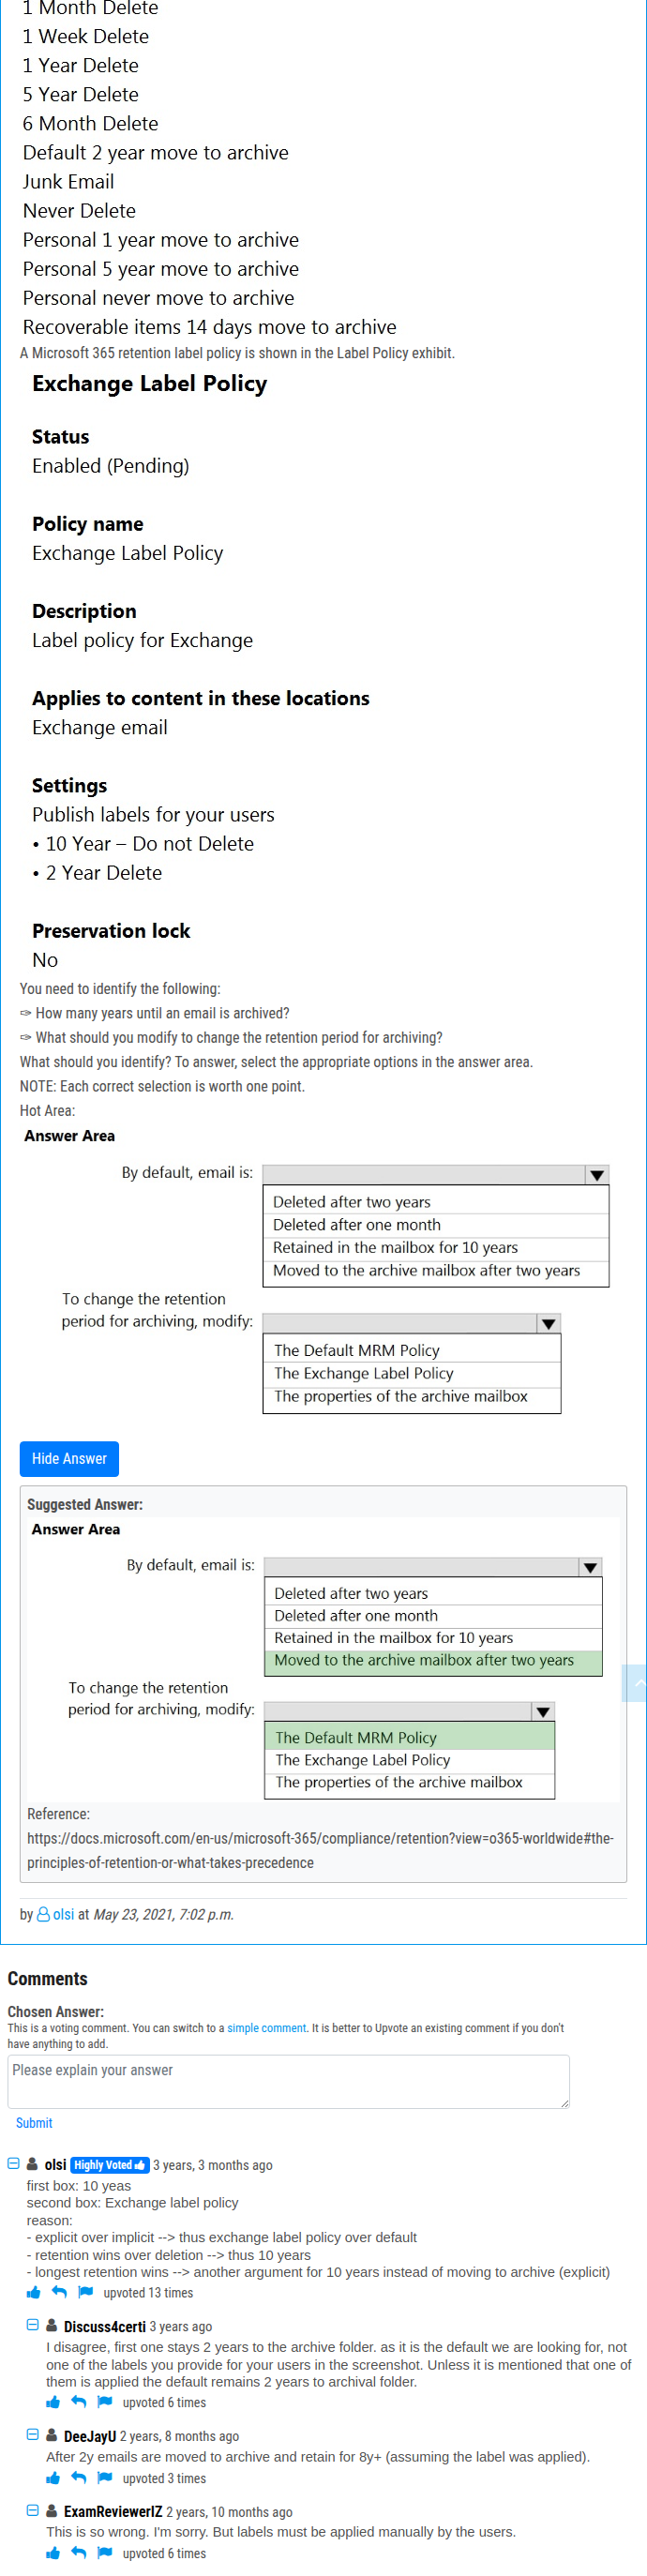 1 Month Delete
1 Week Delete
1 Year Delete
5 Year Delete
6 Month Delete
Default 2 year move to archive
Junk Email
Never Delete
Personal 1 year move to archive
Personal 5 year move to archive
Personal never move to archive
Recoverable items 14 days move to archive
A Microsoft 365 retention label policy is shown in the Label Policy exhibit.
Exchange Label Policy
Status
Enabled (Pending)
Policy name
Exchange Label Policy
Description
Label policy for Exchange
Applies to content in these locations
Exchange email
Settings
Publish labels for your users
• 10 Year – Do not Delete
• 2 Year Delete
Preservation lock
No
You need to identify the following:
✑ How many years until an email is archived?
✑ What should you modify to change the retention period for archiving?
What should you identify? To answer, select the appropriate options in the answer area.
NOTE: Each correct selection is worth one point.
Hot Area:
Answer Area
By default, email is:
Deleted after two years
Deleted after one month
Retained in the mailbox for 10 years
Moved to the archive mailbox after two years
To change the retention
period for archiving, modify:
The Default MRM Policy
The Exchange Label Policy
The properties of the archive mailbox
Hide Answer
Suggested Answer:
Answer Area
By default, email is:
Deleted after two years
Deleted after one month
Retained in the mailbox for 10 years
Moved to the archive mailbox after two years
To change the retention
period for archiving, modify:
The Default MRM Policy
The Exchange Label Policy
The properties of the archive mailbox
Reference:
https://docs.microsoft.com/en-us/microsoft-365/compliance/retention?view=o365-worldwide#the-
principles-of-retention-or-what-takes-precedence
by olsi at May 23, 2021, 7:02 p.m.
Comments
Chosen Answer:
This is a voting comment. You can switch to a simple comment. It is better to Upvote an existing comment if you don't
have anything to add.
Please explain your answer
Submit
olsi Highly Voted 3 years, 3 months ago
first box: 10 yeas
second box: Exchange label policy
reason:
- explicit over implicit --> thus exchange label policy over default
- retention wins over deletion --> thus 10 years
- longest retention wins --> another argument for 10 years instead of moving to archive (explicit)
upvoted 13 times
Discuss4certi 3 years ago
I disagree, first one stays 2 years to the archive folder. as it is the default we are looking for, not
one of the labels you provide for your users in the screenshot. Unless it is mentioned that one of
them is applied the default remains 2 years to archival folder.
upvoted 6 times
DeeJayU 2 years, 8 months ago
After 2y emails are moved to archive and retain for 8y+ (assuming the label was applied).
upvoted 3 times
ExamReviewerIZ 2 years, 10 months ago
This is so wrong. I'm sorry. But labels must be applied manually by the users.
upvoted 6 times